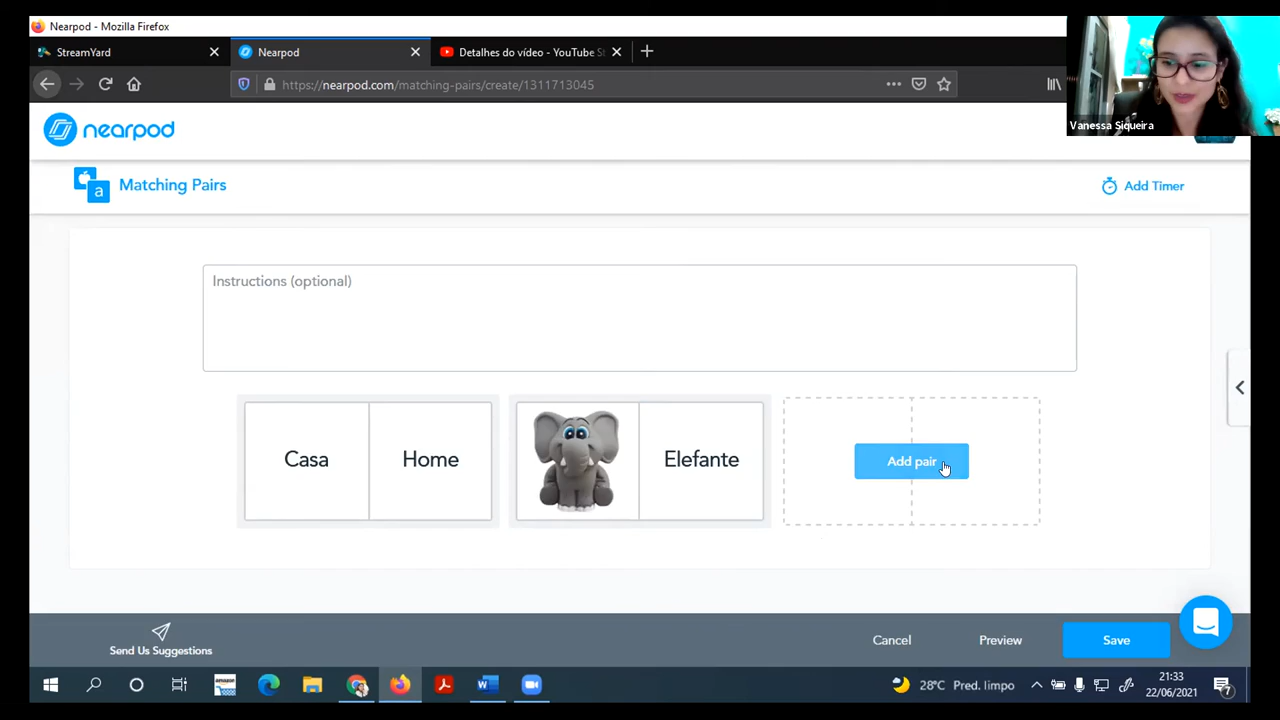 Nearpod - Mozilla Firefox
StreamYard
Nearpod
Detalhes do vídeo - YouTube St
https://nearpod.com/matching-pairs/create/1311713045
Vanessa Siqueira
nearpod
a
Matching Pairs
Add Timer
Instructions (optional)
Casa
Home
Elefante
Add pair
Send Us Suggestions
Cancel
Preview
Save
28°C Pred. limpo
21:33
22/06/2021
7